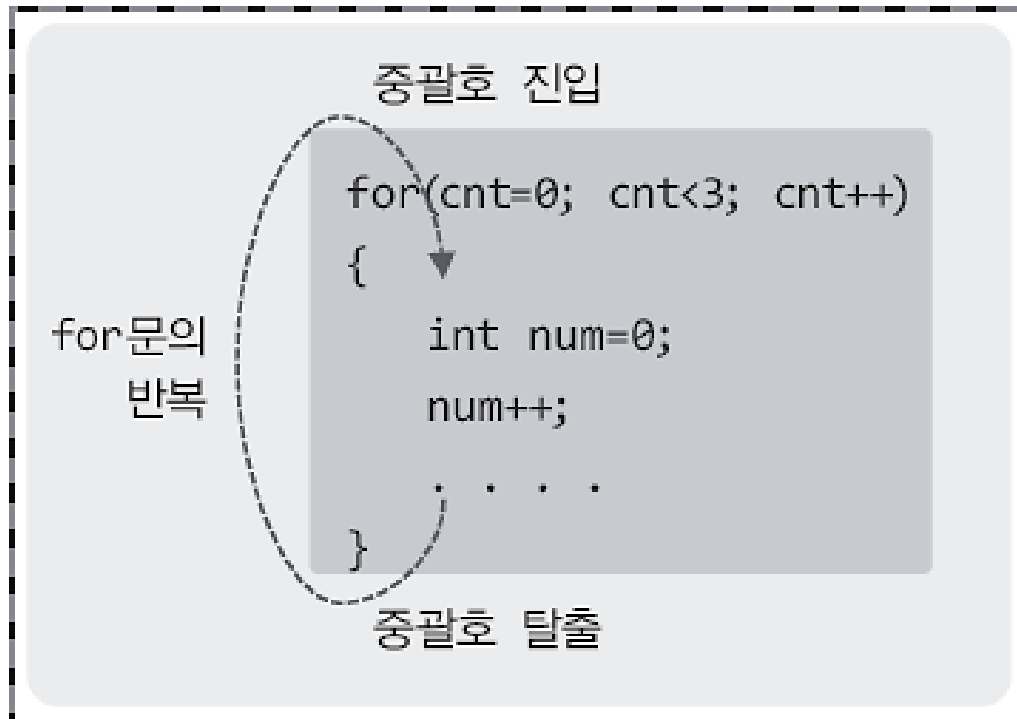 중괄호 진입
for(cnt=0; cnt<3; cnt++)
{
for문의
반복
int num=0;
num++;
. . . .
}
중괄호 탈출